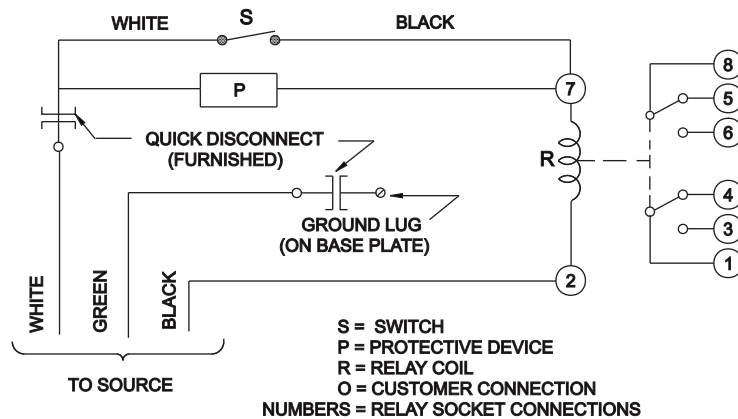 WHITE
S
BLACK
P
7
8
5
6
QUICK DISCONNECT
(FURNISHED)
R
GROUND LUG
(ON BASE PLATE)
4
3
1
2
WHITE
GREEN
BLACK
TO SOURCE
S = SWITCH
P = PROTECTIVE DEVICE
R = RELAY COIL
O = CUSTOMER CONNECTION
NUMBERS = RELAY SOCKET CONNECTIONS